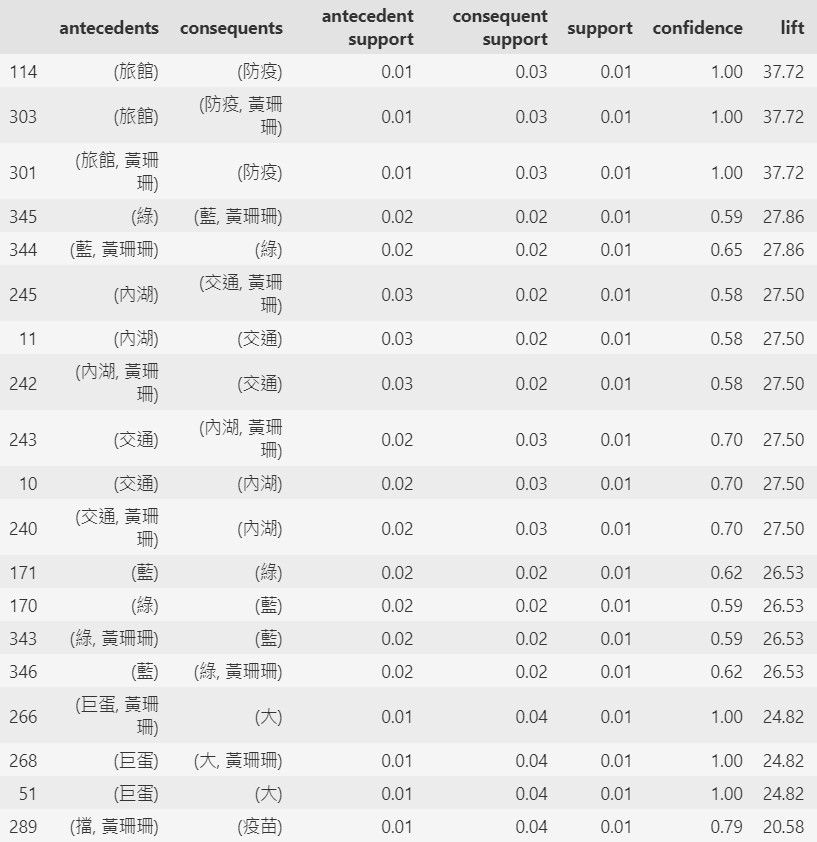 antecedents consequents antecedent support consequent support support confidence lift
114 (旅館) (防疫) 0.01 0.03 0.01 1.00 37.72
303 (旅館) (防疫, 黃珊珊) 0.01 0.03 0.01 1.00 37.72
301 (旅館, 黃珊珊) (防疫) 0.01 0.03 0.01 1.00 37.72
345 (綠) (藍, 黃珊珊) 0.02 0.02 0.01 0.59 27.86
344 (藍, 黃珊珊) (綠) 0.02 0.02 0.01 0.65 27.86
245 (內湖) (交通, 黃珊珊) 0.03 0.02 0.01 0.58 27.50
11 (內湖) (交通) 0.03 0.02 0.01 0.58 27.50
242 (內湖, 黃珊珊) (交通) 0.03 0.02 0.01 0.58 27.50
243 (交通) (內湖, 黃珊珊) 0.02 0.03 0.01 0.70 27.50
10 (交通) (內湖) 0.02 0.03 0.01 0.70 27.50
240 (交通, 黃珊珊) (內湖) 0.02 0.03 0.01 0.70 27.50
171 (藍) (綠) 0.02 0.02 0.01 0.62 26.53
170 (綠) (藍) 0.02 0.02 0.01 0.59 26.53
343 (綠, 黃珊珊) (藍) 0.02 0.02 0.01 0.59 26.53
346 (藍) (綠, 黃珊珊) 0.02 0.02 0.01 0.62 26.53
266 (巨蛋, 黃珊珊) (大) 0.01 0.04 0.01 1.00 24.82
268 (巨蛋) (大, 黃珊珊) 0.01 0.04 0.01 1.00 24.82
51 (巨蛋) (大) 0.01 0.04 0.01 1.00 24.82
289 (擋, 黃珊珊) (疫苗) 0.01 0.04 0.01 0.79 20.58